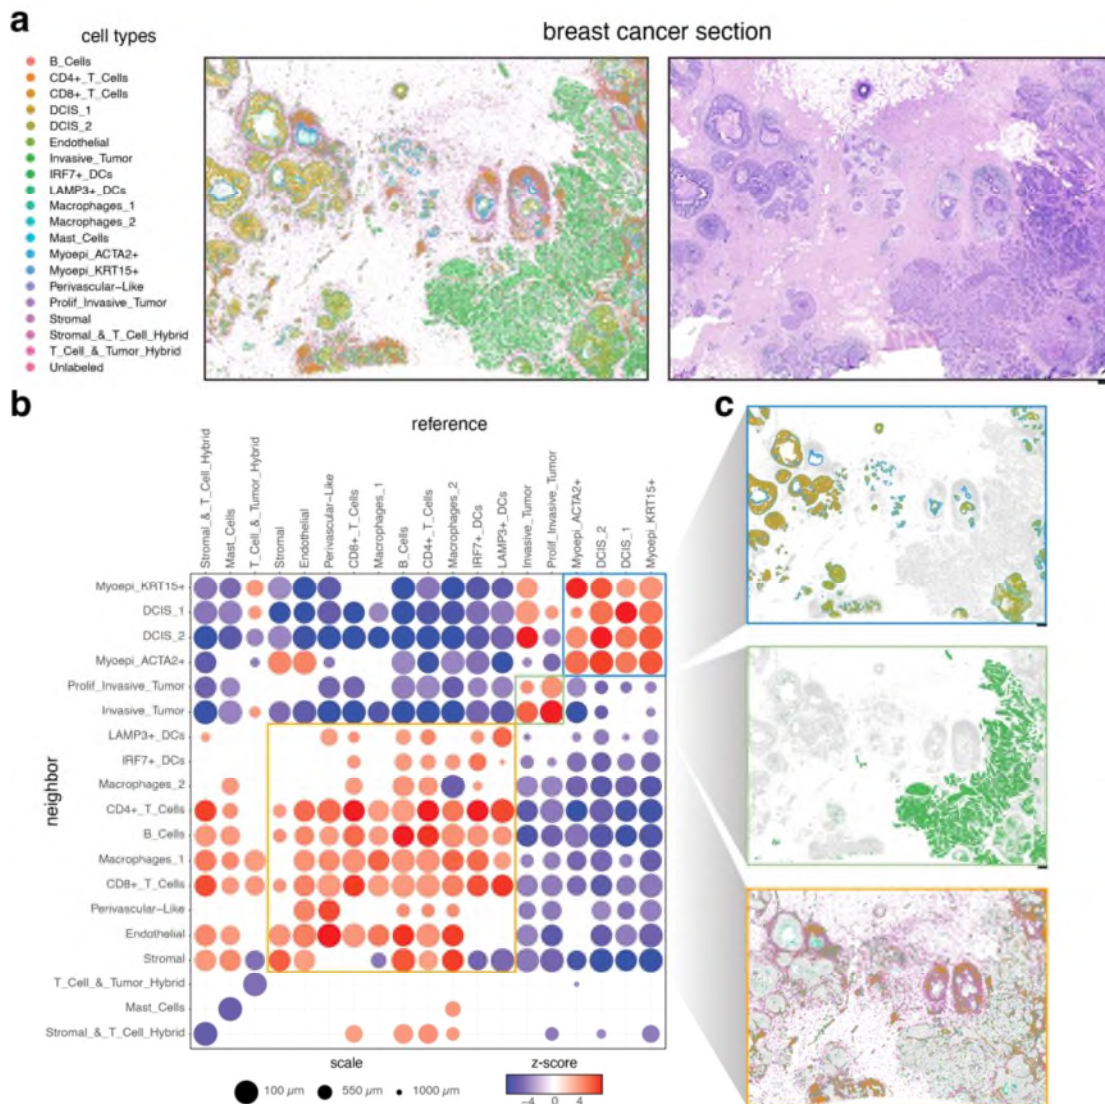 a
breast cancer section
cell types
B_Cells
CD4+_T_Cells
CD8+_T_Cells
DCIS_1
DCIS_2
Endothelial
Invasive_Tumor
IRF7+_DCs
LAMP3+_DCs
Macrophages_1
Macrophages_2
Mast_Cells
Myoepi_ACTA2+
Myoepi_KRT15+
Perivascular-Like
Prolif_Invasive_Tumor
Stromal
Stromal_&_T_Cell_Hybrid
T_Cell_&_Tumor_Hybrid
Unlabeled
b
c
reference
Stromal_&_T_Cell_Hybrid
Mast_Cells
T_Cell_&_Tumor_Hybrid
Stromal
Endothelial
Perivascular-Like
CD8+_T_Cells
Macrophages_1
B_Cells
CD4+_T_Cells
Macrophages_2
IRF7+_DCs
LAMP3+_DCs
Invasive_Tumor
Prolif_Invasive_Tumor
Myoepi_ACTA2+
DCIS_2
DCIS_1
Myoepi_KRT15+
neighbor
Myoepi_KRT15+
DCIS_1
DCIS_2
Myoepi_ACTA2+
Prolif_Invasive_Tumor
Invasive_Tumor
LAMP3+_DCs
IRF7+_DCs
Macrophages_2
CD4+_T_Cells
B_Cells
Macrophages_1
CD8+_T_Cells
Perivascular-Like
Endothelial
Stromal
T_Cell_&_Tumor_Hybrid
Mast_Cells
Stromal_&_T_Cell_Hybrid
scale
100 μm
550 μm
1000 μm
z-score
-4 0 4